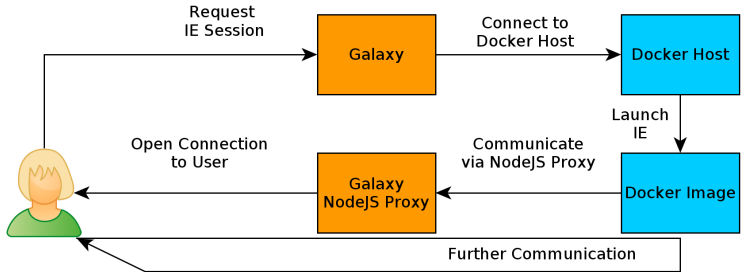 Request
IE Session
Galaxy
Connect to
Docker Host
Docker Host
Launch
IE
Open Connection
to User
Galaxy
NodeJS Proxy
Communicate
via NodeJS Proxy
Docker Image
Further Communication